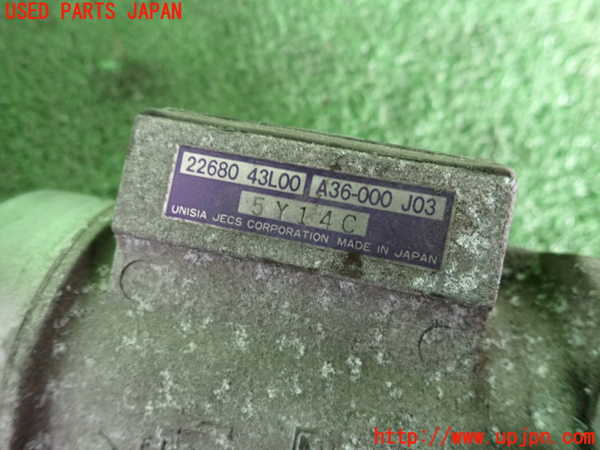 USED PARTS JAPAN
22680 43L00 A36-000 J03
5Y14C
UNISIA JECS CORPORATION MADE IN JAPAN
http://www.upjpn.com/